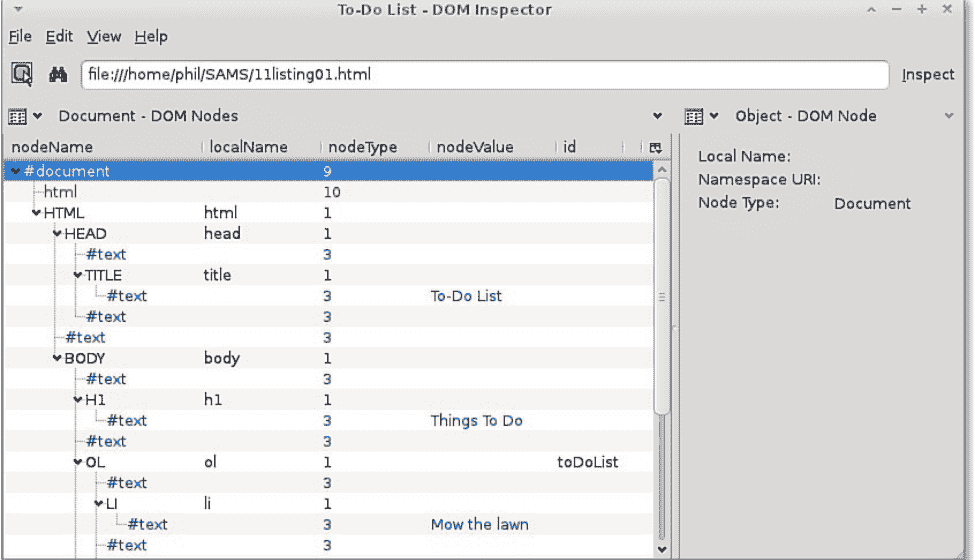 To-Do List - DOM Inspector
File Edit View Help
file:///home/phil/SAMS/11listing01.html Inspect
Document - DOM Nodes Object - DOM Node
nodeName localName nodeType nodeValue id
#document 9
html 10
HTML html 1
HEAD head 1
#text 3
TITLE title 1
#text 3 To-Do List
#text 3
#text 3
BODY body 1
#text 3
H1 h1 1
#text 3 Things To Do
#text 3
OL ol 1 toDoList
#text 3
LI li 1
#text 3 Mow the lawn
#text 3
Local Name:
Namespace URI:
Node Type: Document